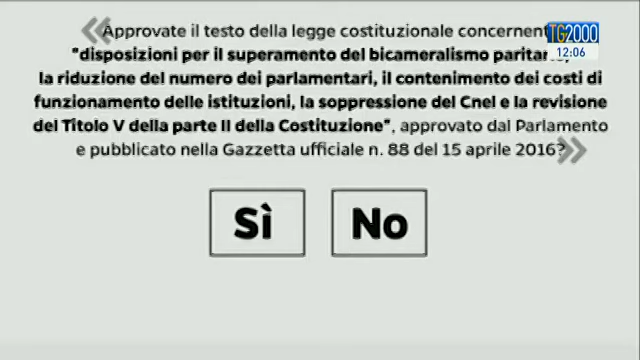 « Approvate il testo della legge costituzionale concernent
"disposizioni per il superamento del bicameralismo paritario,
la riduzione del numero dei parlamentari, il contenimento dei costi di
funzionamento delle istituzioni, la soppressione del Cnel e la revisione
del Titolo V della parte II della Costituzione", approvato dal Parlamento
e pubblicato nella Gazzetta ufficiale n. 88 del 15 aprile 2016? »
Sì No
TG2000
12:06